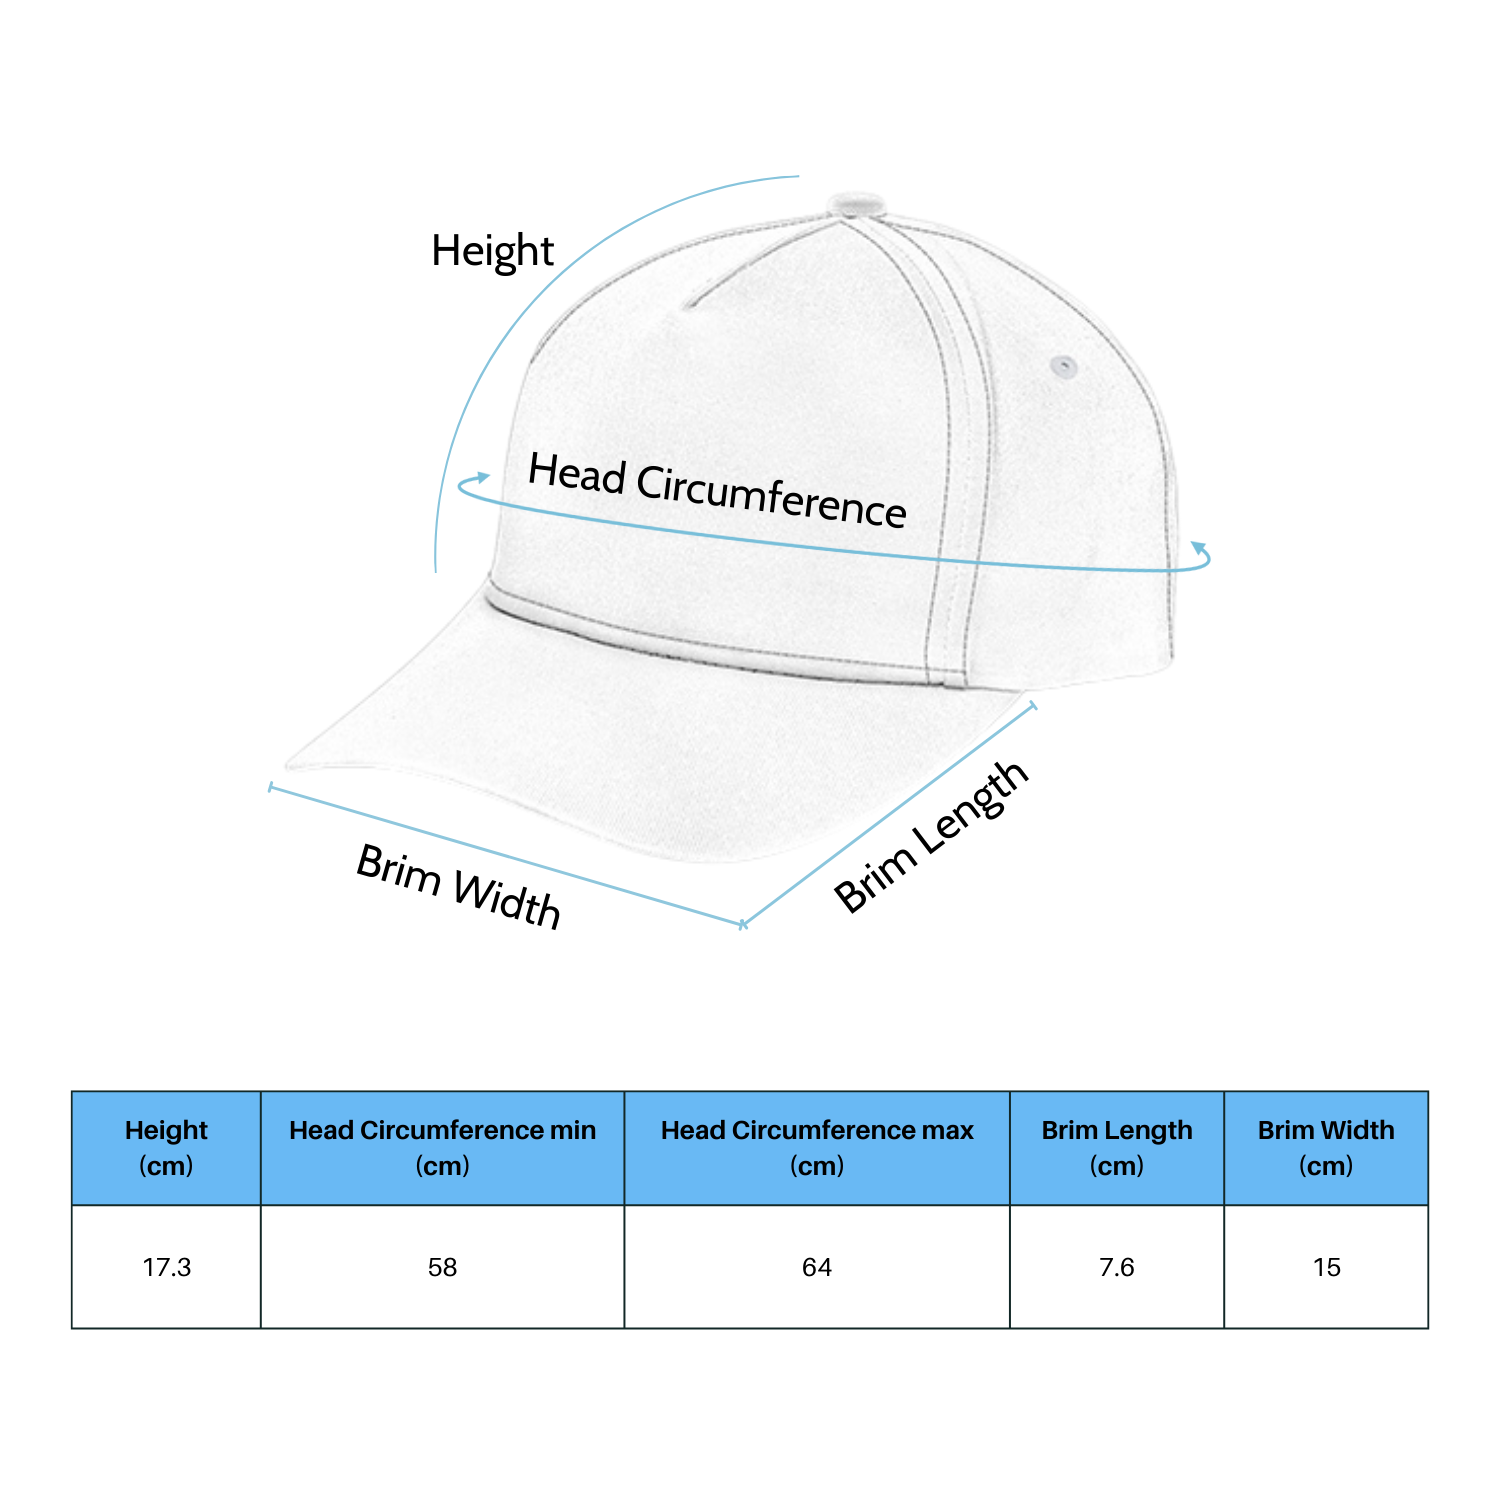 Height
Head Circumference
Brim Width
Brim Length
Height
(cm)
Head Circumference min
(cm)
Head Circumference max
(cm)
Brim Length
(cm)
Brim Width
(cm)
17.3
58
64
7.6
15